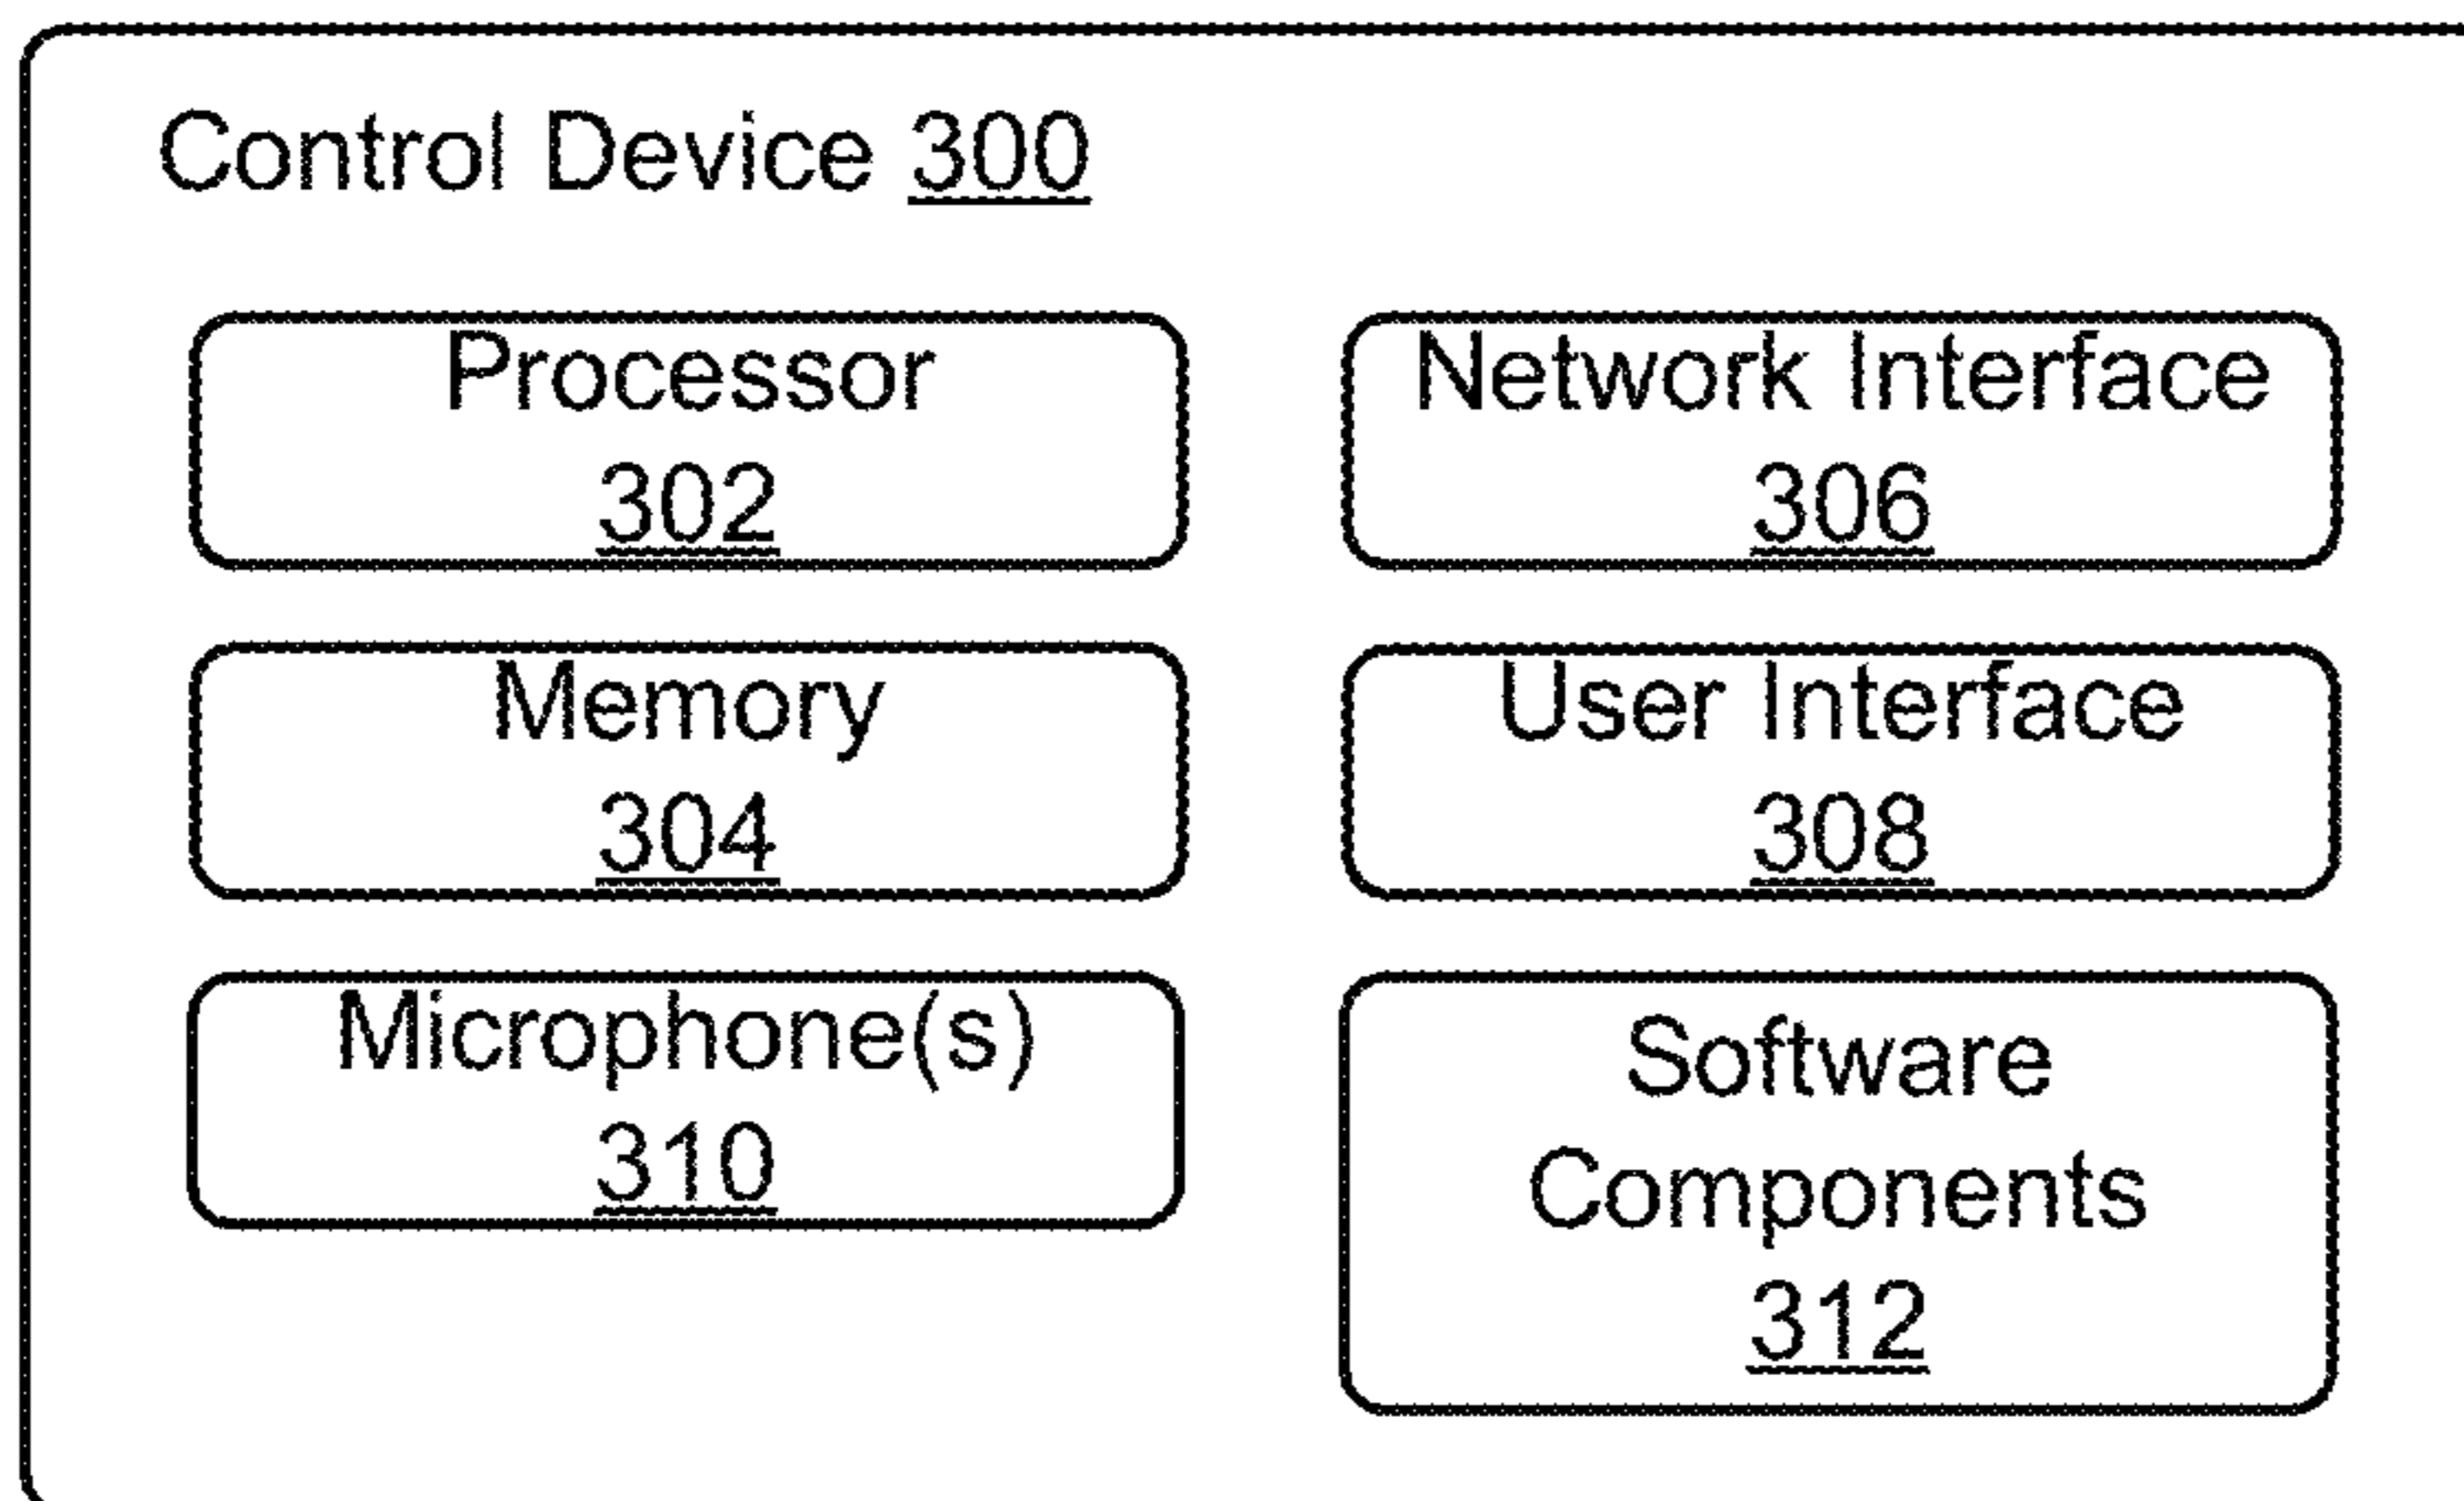 Control Device 300
Processor
302
Network Interface
306
Memory
304
User Interface
308
Microphone(s)
310
Software
Components
312